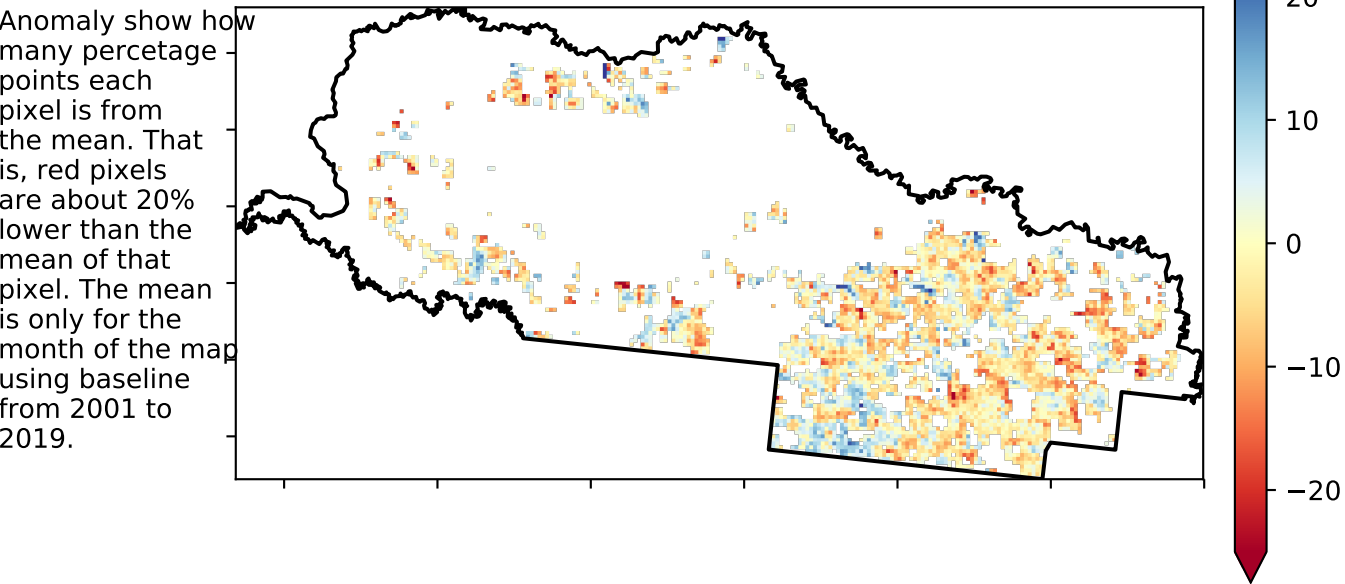 Anomaly show how
many percetage
points each
pixel is from
the mean. That
is, red pixels
are about 20%
lower than the
mean of that
pixel. The mean
is only for the
month of the map
using baseline
from 2001 to
2019.
20
10
0
−10
−20